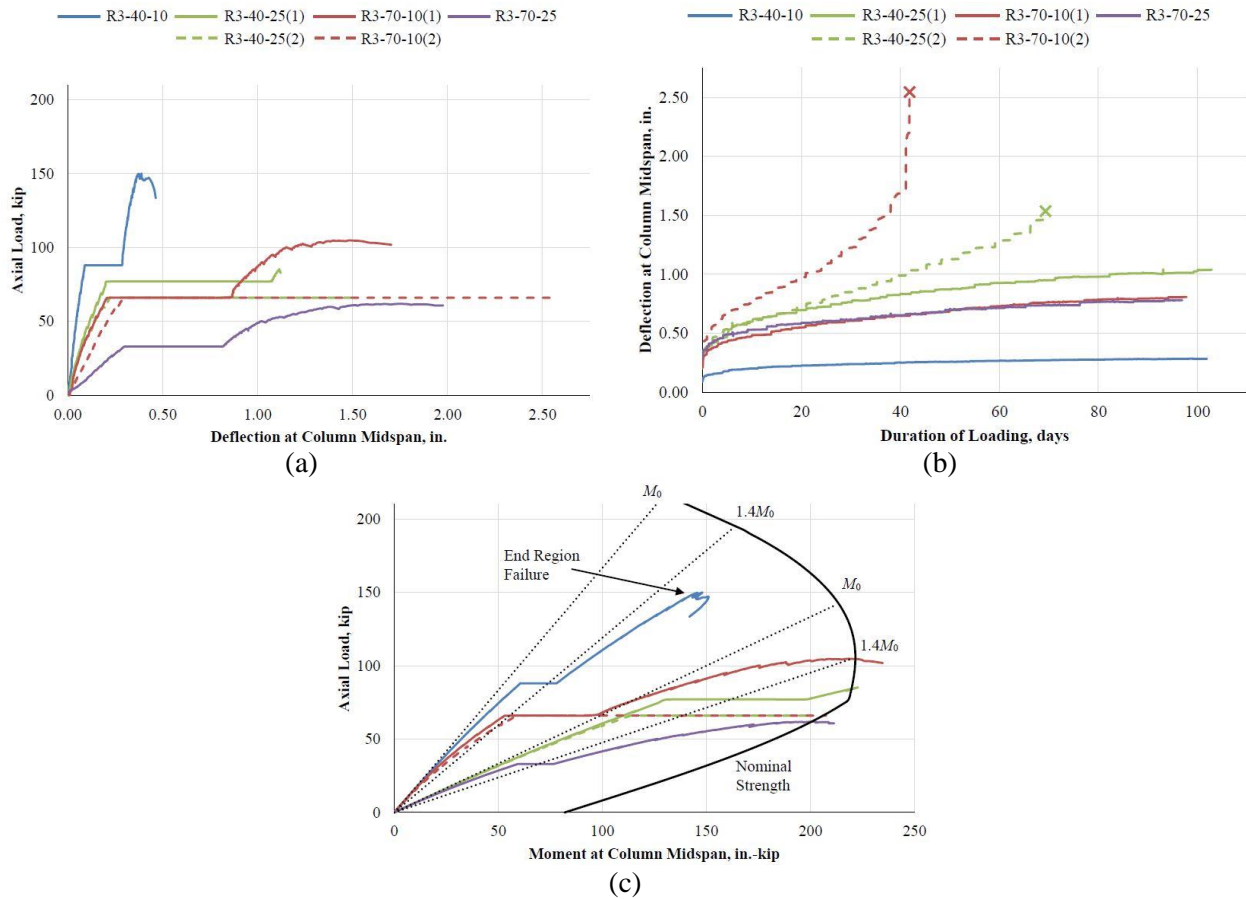 R3-40-10 R3-40-25(1) R3-70-10(1) R3-70-25
R3-40-25(2) R3-70-10(2)
200
150
100
50
0
0.00 0.50 1.00 1.50 2.00 2.50
Axial Load, kip
Deflection at Column Midspan, in.
(a)
R3-40-10 R3-40-25(1) R3-70-10(1) R3-70-25
R3-40-25(2) R3-70-10(2)
2.50
2.00
1.50
1.00
0.50
0.00
0 20 40 60 80 100
Deflection at Column Midspan, in.
Duration of Loading, days
(b)
M0
1.4M0
End Region
Failure
M0
1.4M0
Nominal
Strength
200
150
100
50
0
0 50 100 150 200 250
Axial Load, kip
Moment at Column Midspan, in.-kip
(c)